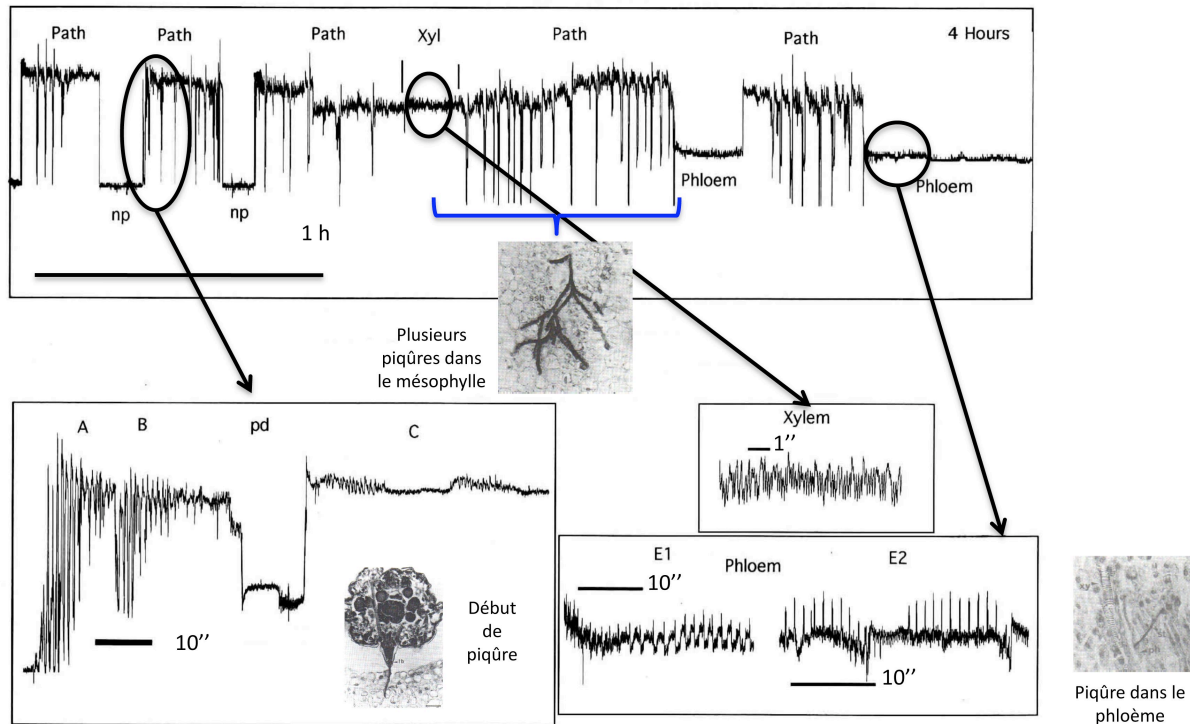 Path
Path
Path
Xyl
Path
Path
4 Hours
np
np
Phloem
Phloem
1 h
Plusieurs
piqûres dans
le mésophylle
A
B
pd
C
10’’
Début
de
piqûre
Xylem
1’’
E1
Phloem
E2
10’’
10’’
Piqûre dans le
phloème